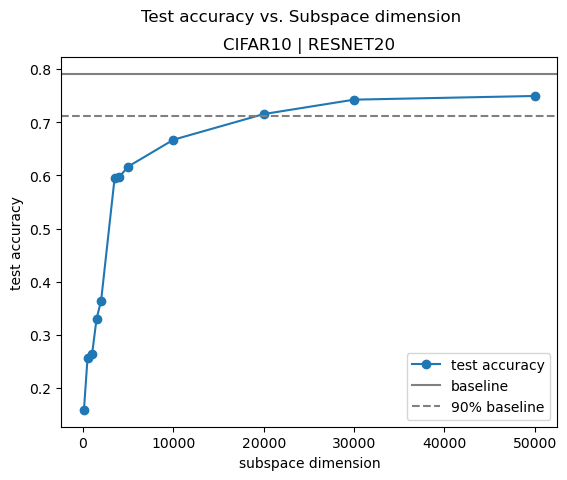 Test accuracy vs. Subspace dimension
CIFAR10 | RESNET20
0.8
0.7
0.6
0.5
0.4
0.3
0.2
test accuracy
test accuracy
baseline
90% baseline
0 10000 20000 30000 40000 50000
subspace dimension